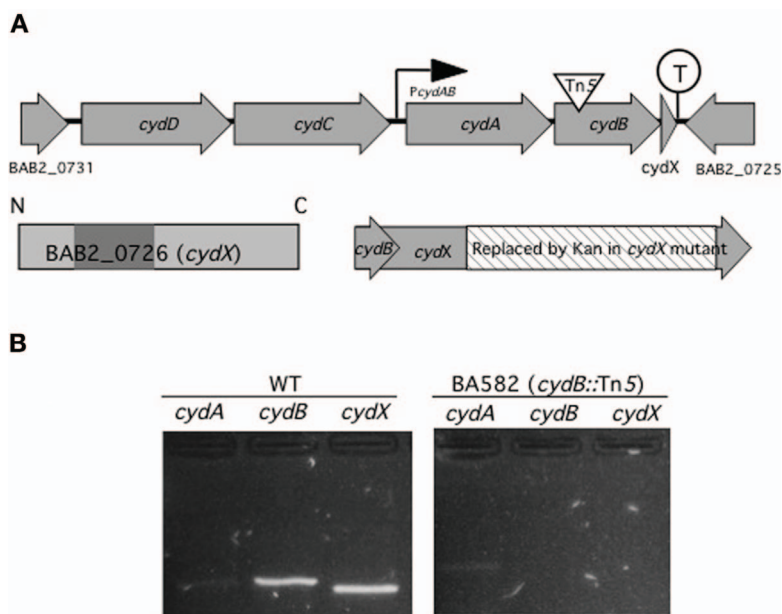 A
Tn5
T
PcydAB
cydD
cydC
cydA
cydB
BAB2_0731
cydX
BAB2_0725
N
C
BAB2_0726 (cydX)
cydB
cydX
Replaced by Kan in cydX mutant
B
WT
BA582 (cydB::Tn5)
cydA cydB cydX
cydA cydB cydX